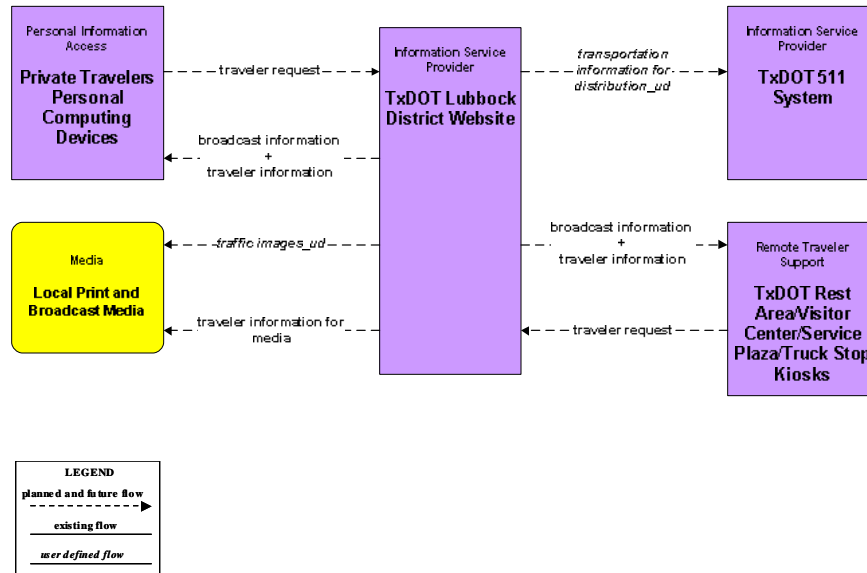 Personal Information
Access
Private Travelers
Personal
Computing
Devices
traveler request
broadcast information
+
traveler information
Information Service
Provider
TxDOT Lubbock
District Website
transportation
information for
distribution_ud
Information Service
Provider
TxDOT 511
System
Media
Local Print and
Broadcast Media
traffic images_ud
traveler information for
media
broadcast information
+
traveler information
traveler request
Remote Traveler
Support
TxDOT Rest
Area/Visitor
Center/Service
Plaza/Truck Stop
Kiosks
LEGEND
planned and future flow
existing flow
user defined flow